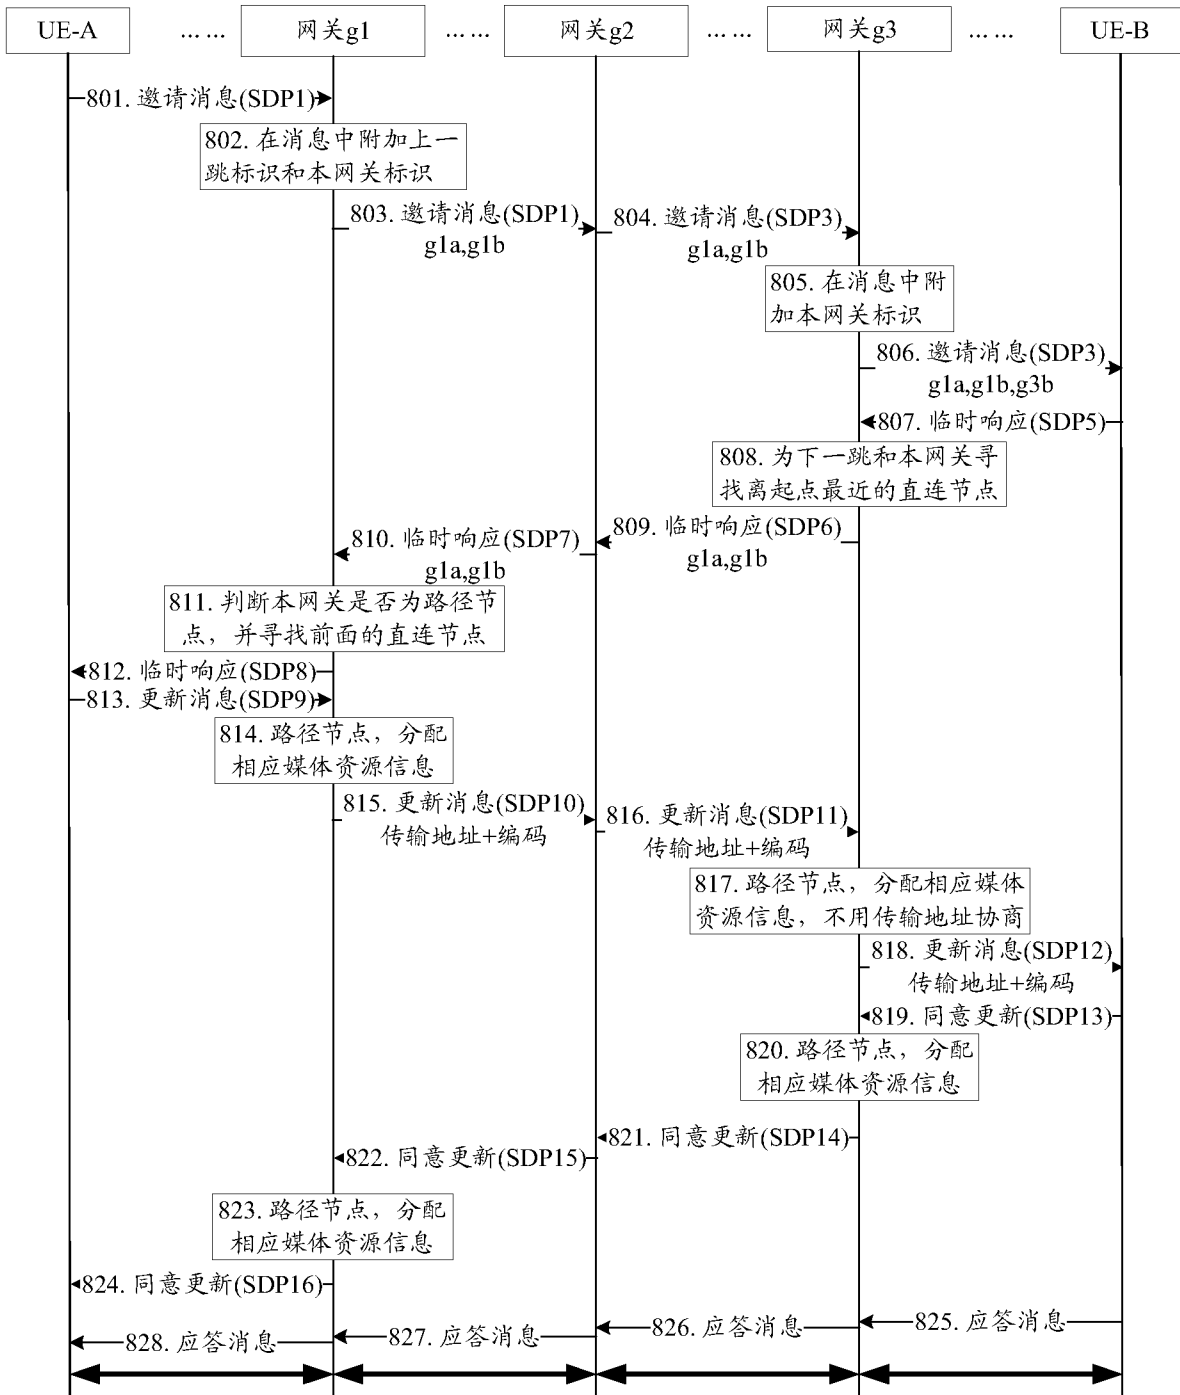 UE-A
……
网关g1
……
网关g2
……
网关g3
……
UE-B
801. 邀请消息(SDP1)
802. 在消息中附加上一
跳标识和本网关标识
803. 邀请消息(SDP1)
g1a,g1b
804. 邀请消息(SDP3)
g1a,g1b
805. 在消息中附
加本网关标识
806. 邀请消息(SDP3)
g1a,g1b,g3b
807. 临时响应(SDP5)
808. 为下一跳和本网关寻
找离起点最近的直连节点
809. 临时响应(SDP6)
g1a,g1b
810. 临时响应(SDP7)
g1a,g1b
811. 判断本网关是否为路径节
点，并寻找前面的直连节点
812. 临时响应(SDP8)
813. 更新消息(SDP9)
814. 路径节点，分配
相应媒体资源信息
815. 更新消息(SDP10)
传输地址+编码
816. 更新消息(SDP11)
传输地址+编码
817. 路径节点，分配相应媒体
资源信息，不用传输地址协商
818. 更新消息(SDP12)
传输地址+编码
819. 同意更新(SDP13)
820. 路径节点，分配
相应媒体资源信息
821. 同意更新(SDP14)
822. 同意更新(SDP15)
823. 路径节点，分配
相应媒体资源信息
824. 同意更新(SDP16)
825. 应答消息
826. 应答消息
827. 应答消息
828. 应答消息